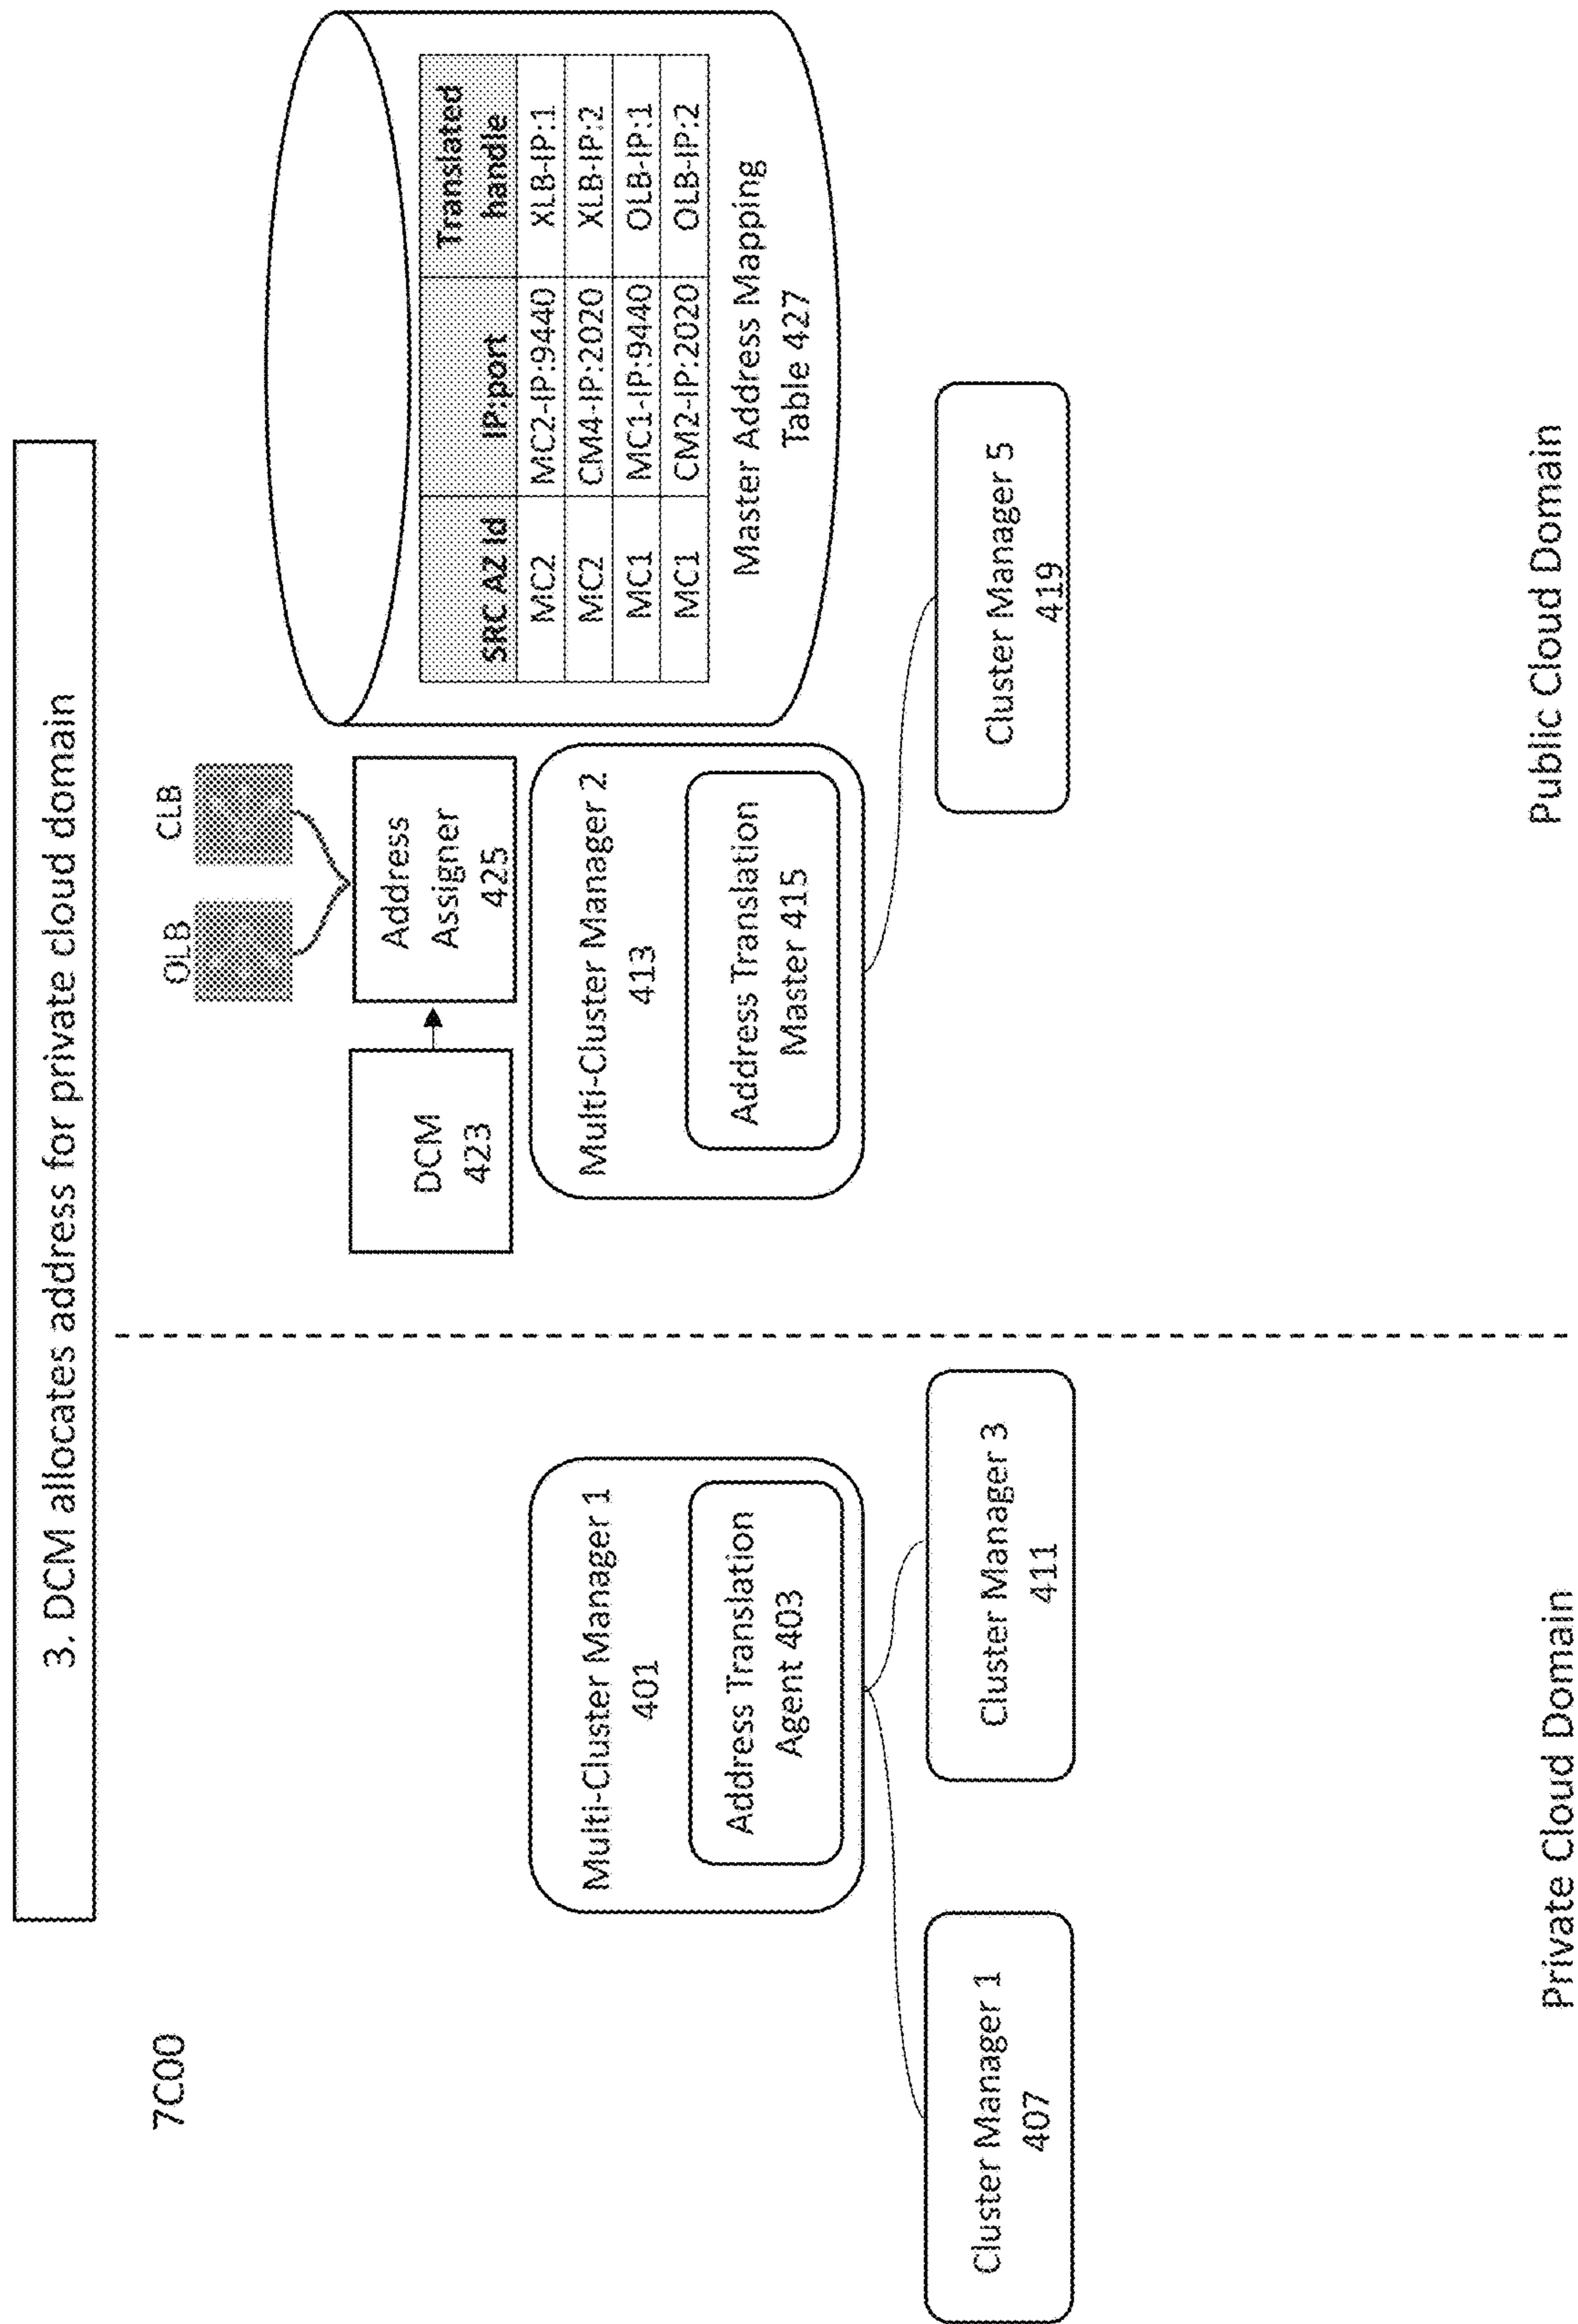 3. DCM allocates address for private cloud domain
7C00
OLB
CLB
DCM
423
Address
Assigner
425
SRC AZ Id IP:port Translated
handle
MC2 MC2-IP:9440 XLB-IP:1
MC2 CM4-IP:2020 XLB-IP:2
MC1 MC1-IP:9440 OLB-IP:1
MC1 CM2-IP:2020 OLB-IP:2
Master Address Mapping
Table 427
Multi-Cluster Manager 1
401
Address Translation
Agent 403
Multi-Cluster Manager 2
413
Address Translation
Master 415
Cluster Manager 1
407
Cluster Manager 3
411
Cluster Manager 5
419
Private Cloud Domain
Public Cloud Domain